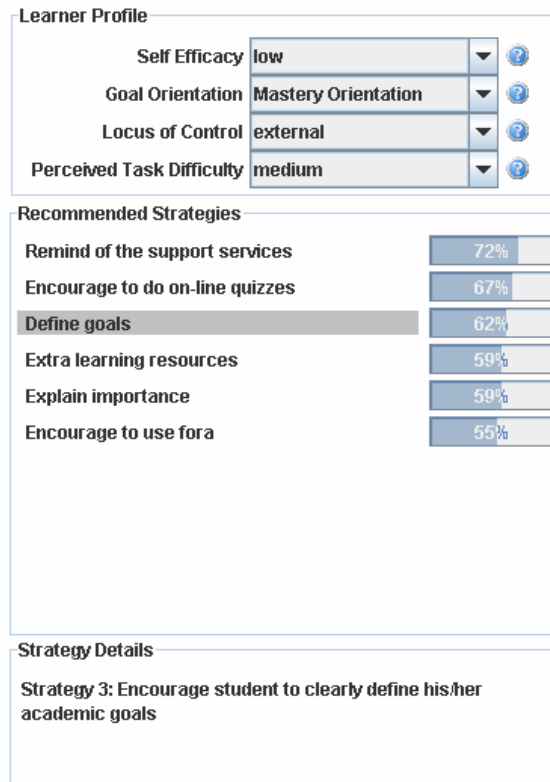 Learner Profile
Self Efficacy low
Goal Orientation Mastery Orientation
Locus of Control external
Perceived Task Difficulty medium
Recommended Strategies
Remind of the support services 72%
Encourage to do on-line quizzes 67%
Define goals 62%
Extra learning resources 59%
Explain importance 59%
Encourage to use fora 55%
Strategy Details
Strategy 3: Encourage student to clearly define his/her
academic goals